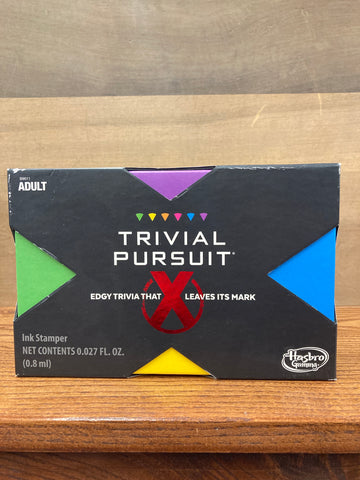 E9011
ADULT
TRIVIAL
PURSUIT®
EDGY TRIVIA THAT X LEAVES ITS MARK
Ink Stamper
NET CONTENTS 0.027 FL. OZ.
(0.8 ml)
Hasbro
Gaming